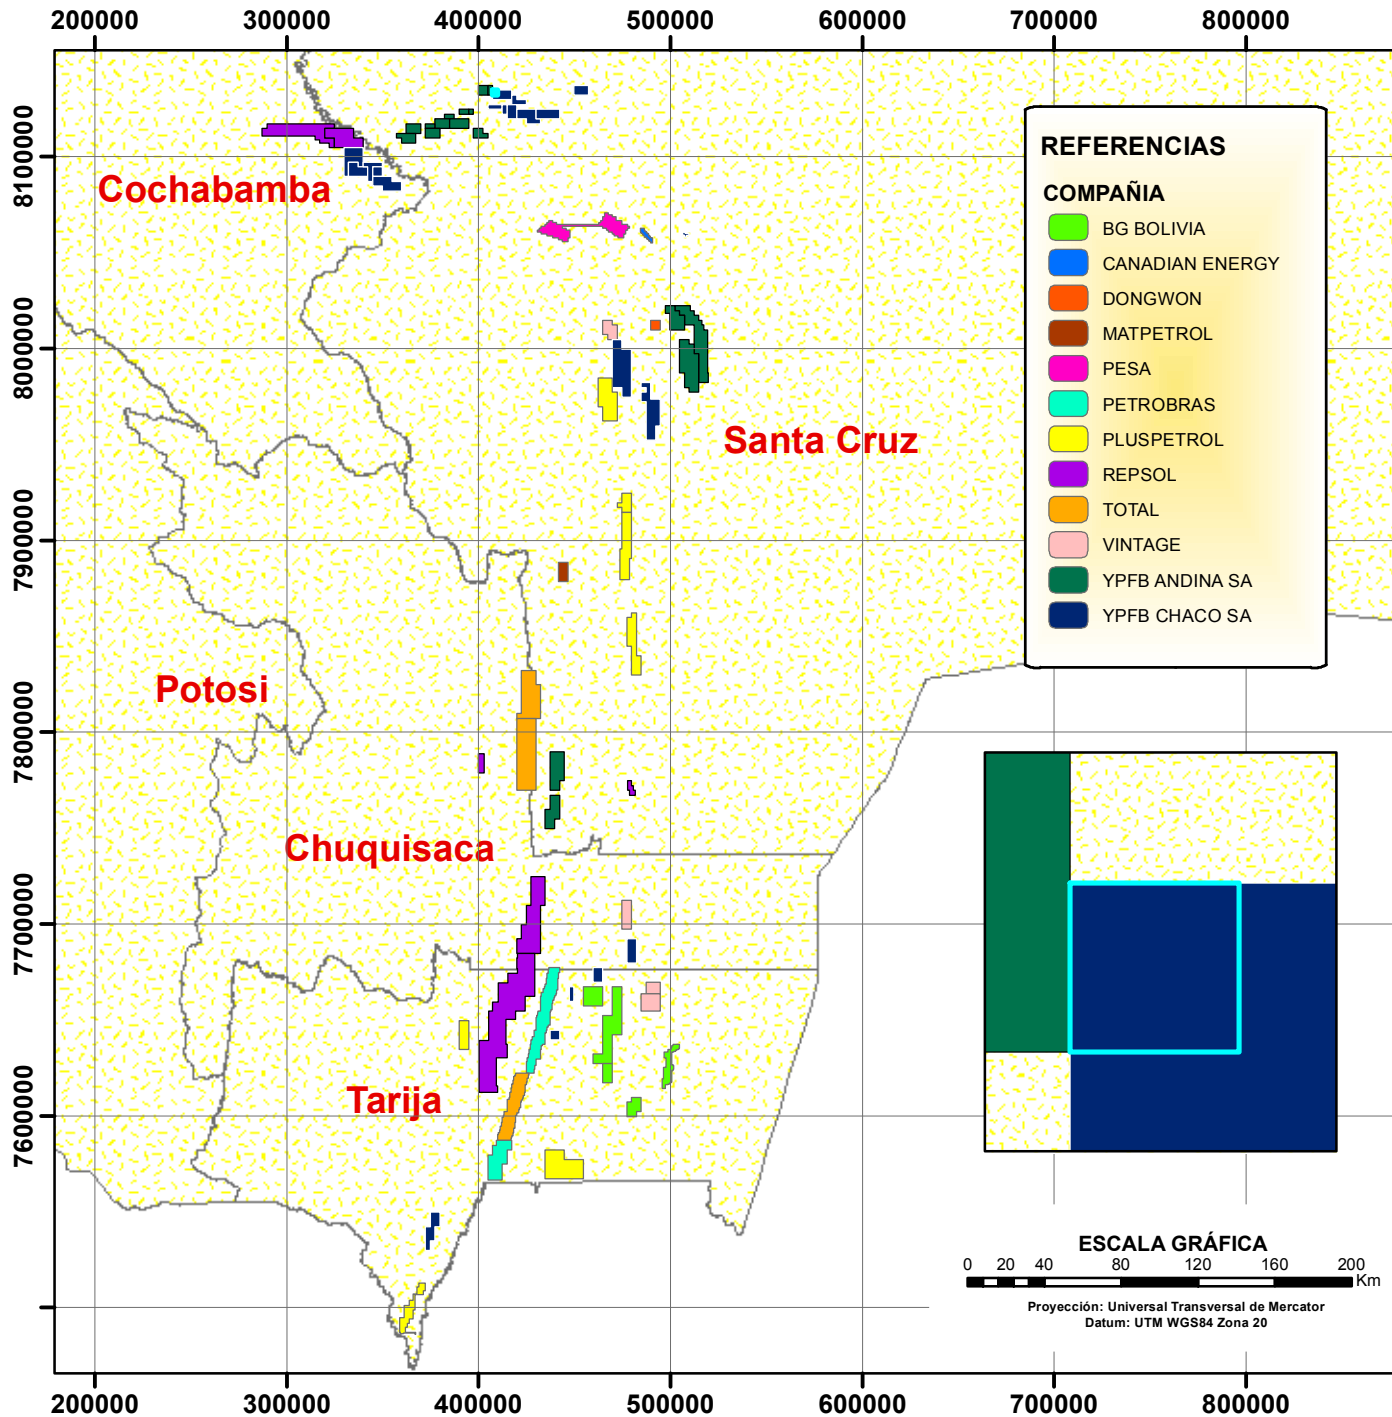 200000 300000 400000 500000 600000 700000 800000
8100000
8000000
7900000
7800000
7700000
7600000
Cochabamba
Santa Cruz
Potosi
Chuquisaca
Tarija
REFERENCIAS
COMPAÑIA
BG BOLIVIA
CANADIAN ENERGY
DONGWON
MATPETROL
PESA
PETROBRAS
PLUSPETROL
REPSOL
TOTAL
VINTAGE
YPFB ANDINA SA
YPFB CHACO SA
ESCALA GRÁFICA
0 20 40 80 120 160 200
Km
Proyección: Universal Transversal de Mercator
Datum: UTM WGS84 Zona 20
200000 300000 400000 500000 600000 700000 800000